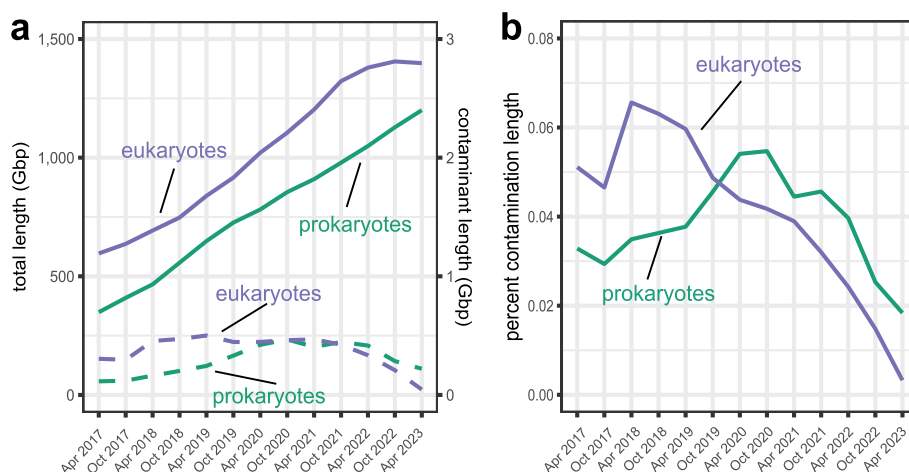 a
1,500
1,000
500
0
total length (Gbp)
3
2
1
0
contaminant length (Gbp)
eukaryotes
prokaryotes
eukaryotes
prokaryotes
Apr 2017
Oct 2017
Apr 2018
Oct 2018
Apr 2019
Oct 2019
Apr 2020
Oct 2020
Apr 2021
Oct 2021
Apr 2022
Oct 2022
Apr 2023
b
0.08
0.06
0.04
0.02
0.00
percent contamination length
eukaryotes
prokaryotes
Apr 2017
Oct 2017
Apr 2018
Oct 2018
Apr 2019
Oct 2019
Apr 2020
Oct 2020
Apr 2021
Oct 2021
Apr 2022
Oct 2022
Apr 2023